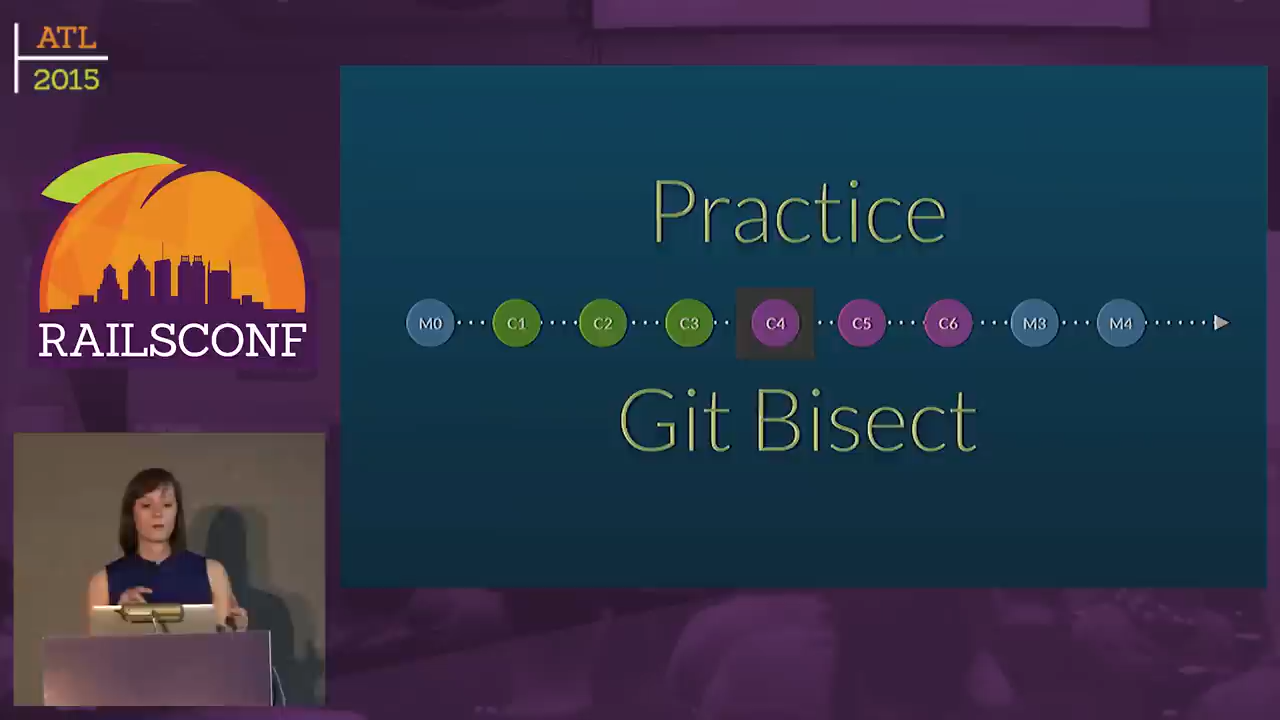 ATL
2015
RAILSCONF
Practice
M0 C1 C2 C3 C4 C5 C6 M3 M4
Git Bisect